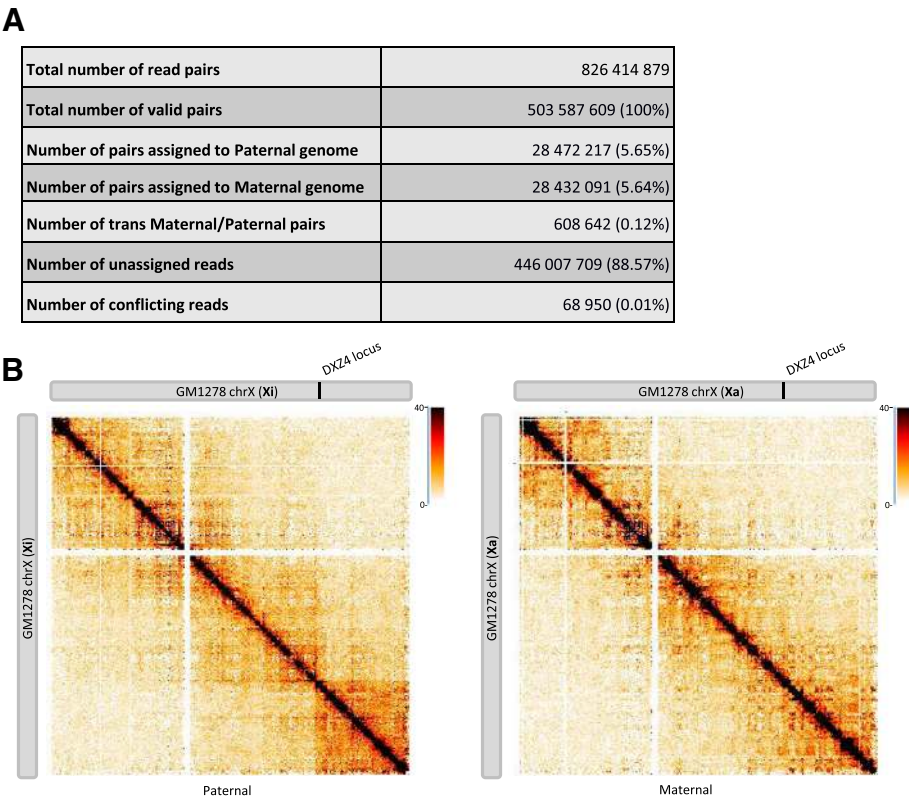 A
Total number of read pairs 826 414 879
Total number of valid pairs 503 587 609 (100%)
Number of pairs assigned to Paternal genome 28 472 217 (5.65%)
Number of pairs assigned to Maternal genome 28 432 091 (5.64%)
Number of trans Maternal/Paternal pairs 608 642 (0.12%)
Number of unassigned reads 446 007 709 (88.57%)
Number of conflicting reads 68 950 (0.01%)
B
DXZ4 locus
GM1278 chrX (Xi)
GM1278 chrX (Xi)
40
0
Paternal
DXZ4 locus
GM1278 chrX (Xa)
GM1278 chrX (Xa)
40
0
Maternal